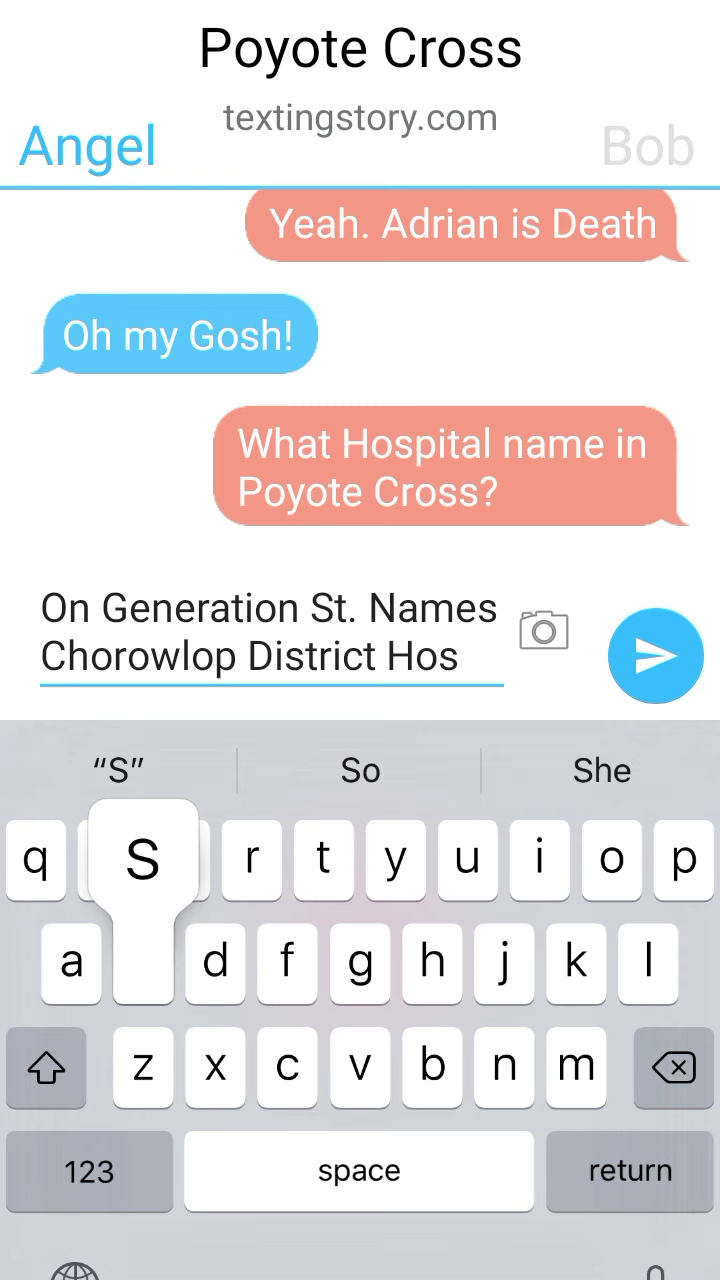 Poyote Cross
textingstory.com
Angel
Bob
Yeah. Adrian is Death
Oh my Gosh!
What Hospital name in
Poyote Cross?
On Generation St. Names
Chorowlop District Hos
“S” So She
q S r t y u i o p
a d f g h j k l
z x c v b n m
123 space return